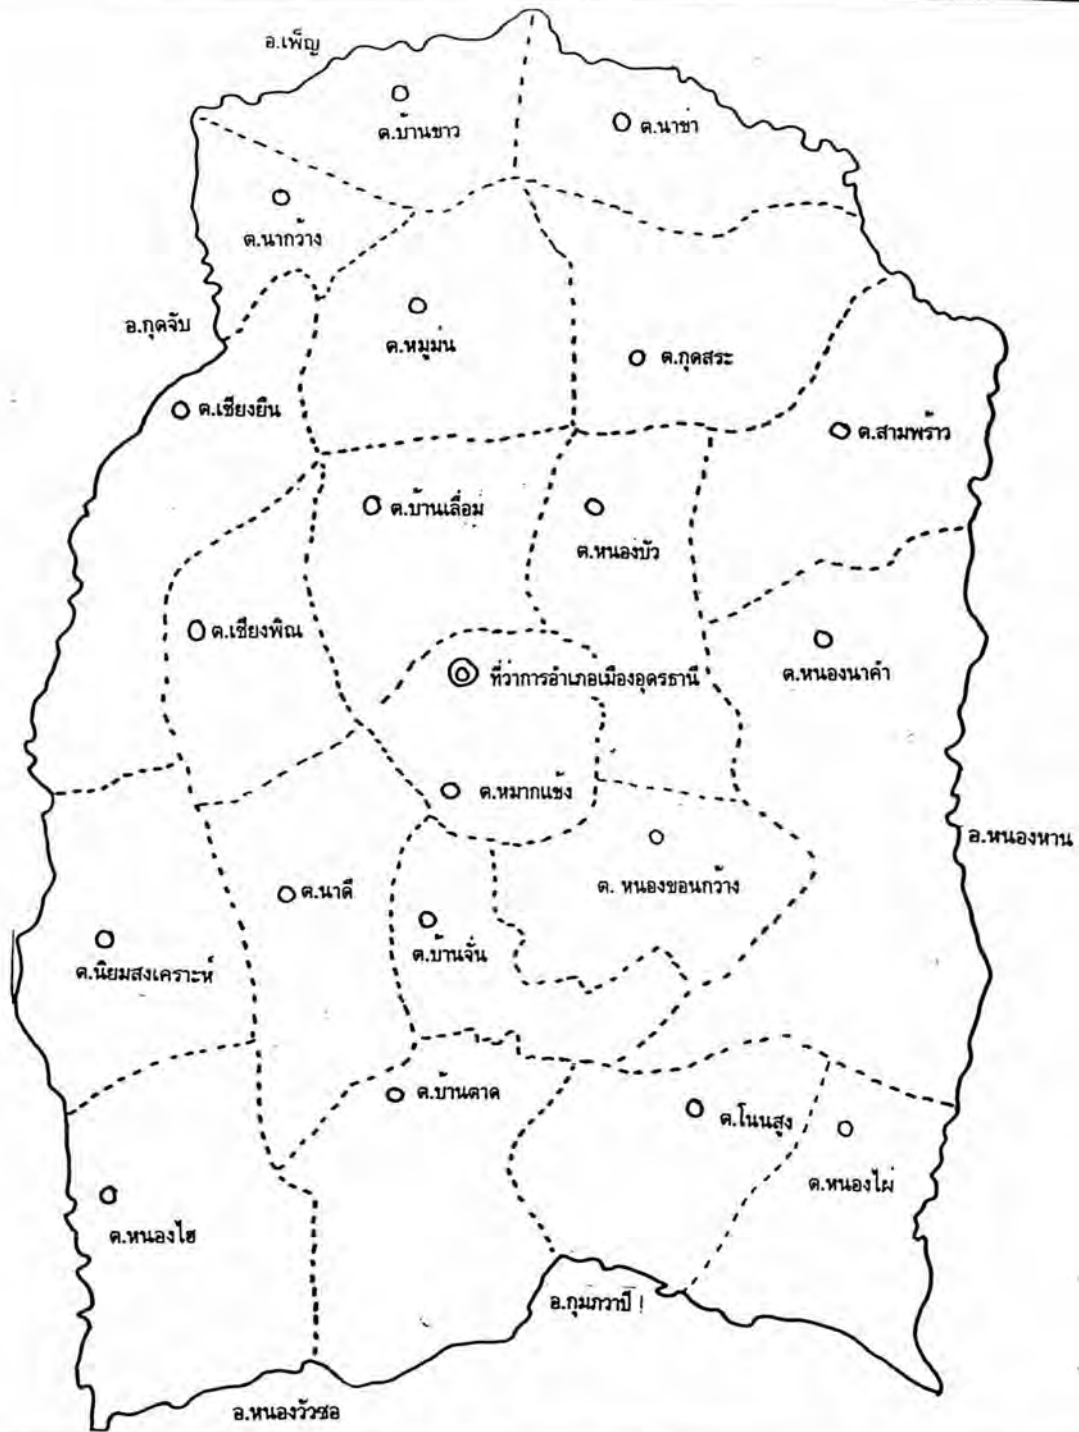 อ.เพ็ญ
ต.บ้านขาว
ต.นาข่า
ต.นากว้าง
อ.กุดจับ
ต.หมูม่น
ต.กุดสระ
ต.เชียงยืน
ต.สามพร้าว
ต.บ้านเลื่อม
ต.หนองบัว
ต.เชียงพิณ
ที่ว่าการอำเภอเมืองอุดรธานี
ต.หนองนาคำ
ต.หมากแข้ง
อ.หนองหาน
ต. หนองขอนกว้าง
ต.นาดี
ต.บ้านจั่น
ต.นิยมสงเคราะห์
ต.บ้านตาด
ต.โนนสูง
ต.หนองไผ่
ต.หนองไฮ
อ.กุมภวาปี !
อ.หนองวัวซอ